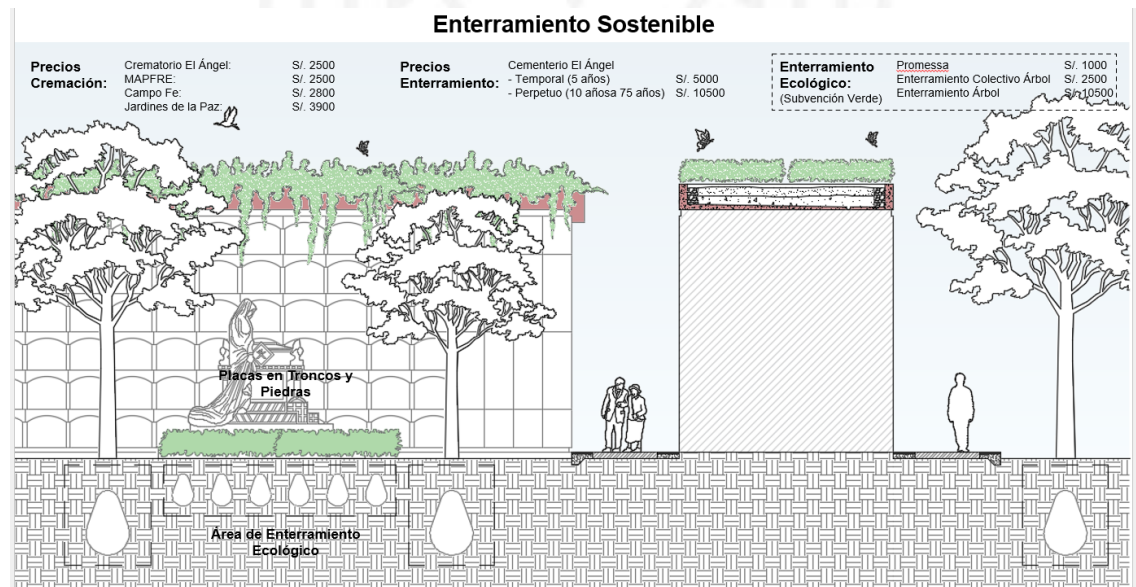 Enterramiento Sostenible
Precios
Cremación:
Crematorio El Ángel: S/. 2500
MAPFRE: S/. 2500
Campo Fe: S/. 2800
Jardines de la Paz: S/. 3900
Precios
Enterramiento:
Cementerio El Ángel
- Temporal (5 años) S/. 5000
- Perpetuo (10 añosa 75 años) S/. 10500
Enterramiento
Ecológico:
(Subvención Verde)
Promessa S/. 1000
Enterramiento Colectivo Árbol S/. 2500
Enterramiento Árbol S/. 10500
Placas en Troncos y
Piedras
Área de Enterramiento
Ecológico